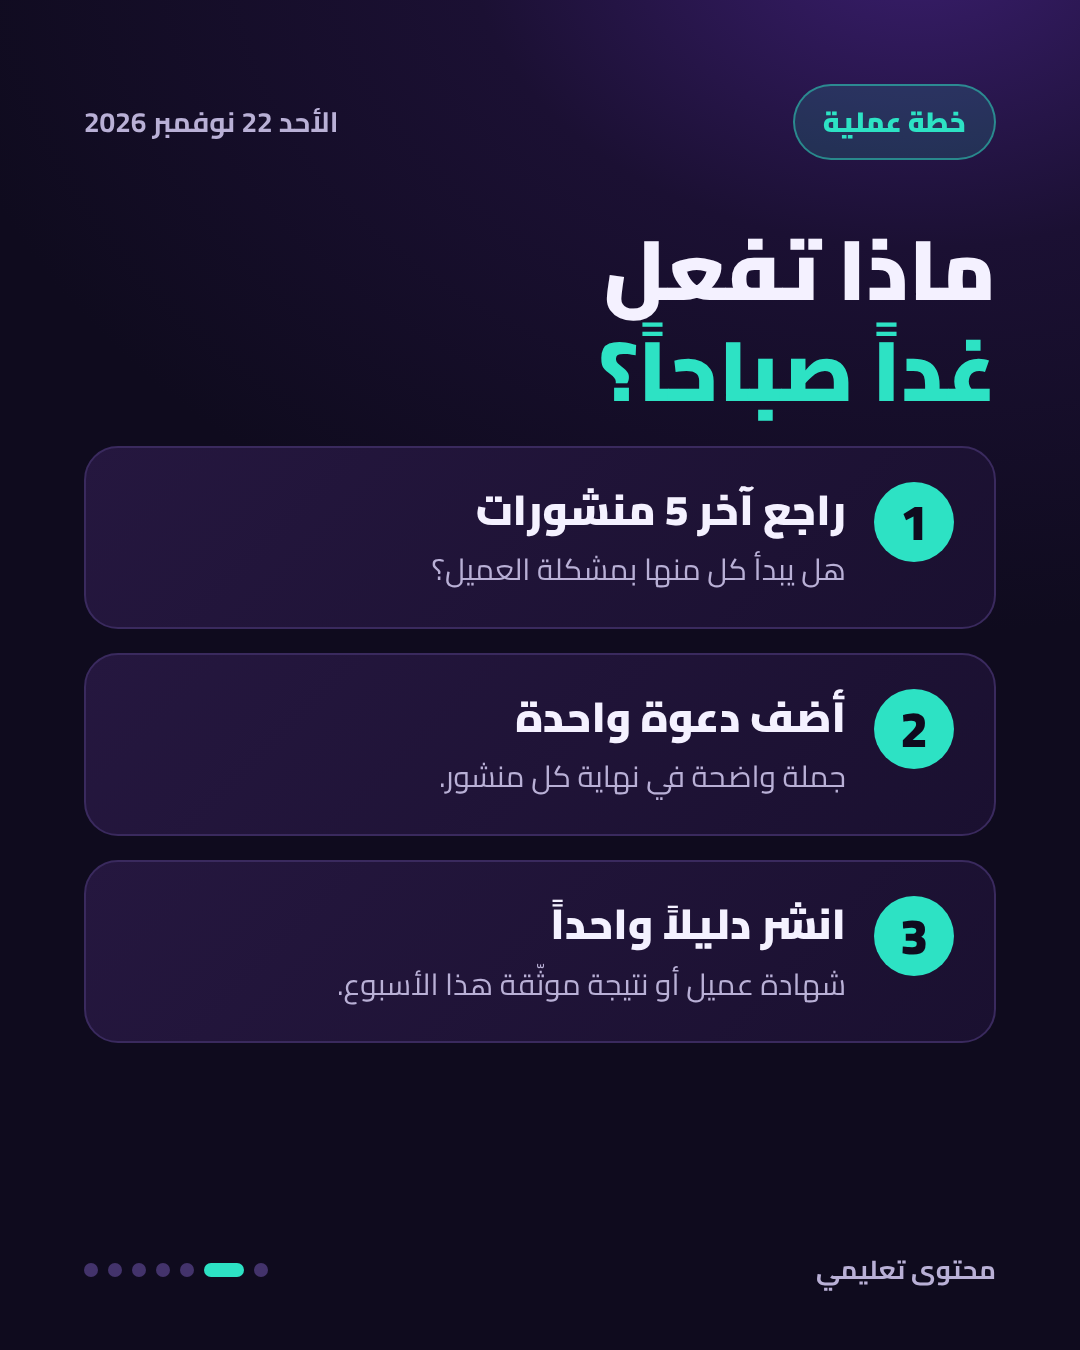 خطة عملية
الأحد 22 نوفمبر 2026
ماذا تفعل
غداً صباحاً؟
1
راجع آخر 5 منشورات
هل يبدأ كل منها بمشكلة العميل؟
2
أضف دعوة واحدة
جملة واضحة في نهاية كل منشور.
3
انشر دليلاً واحداً
شهادة عميل أو نتيجة موثّقة هذا الأسبوع.
محتوى تعليمي